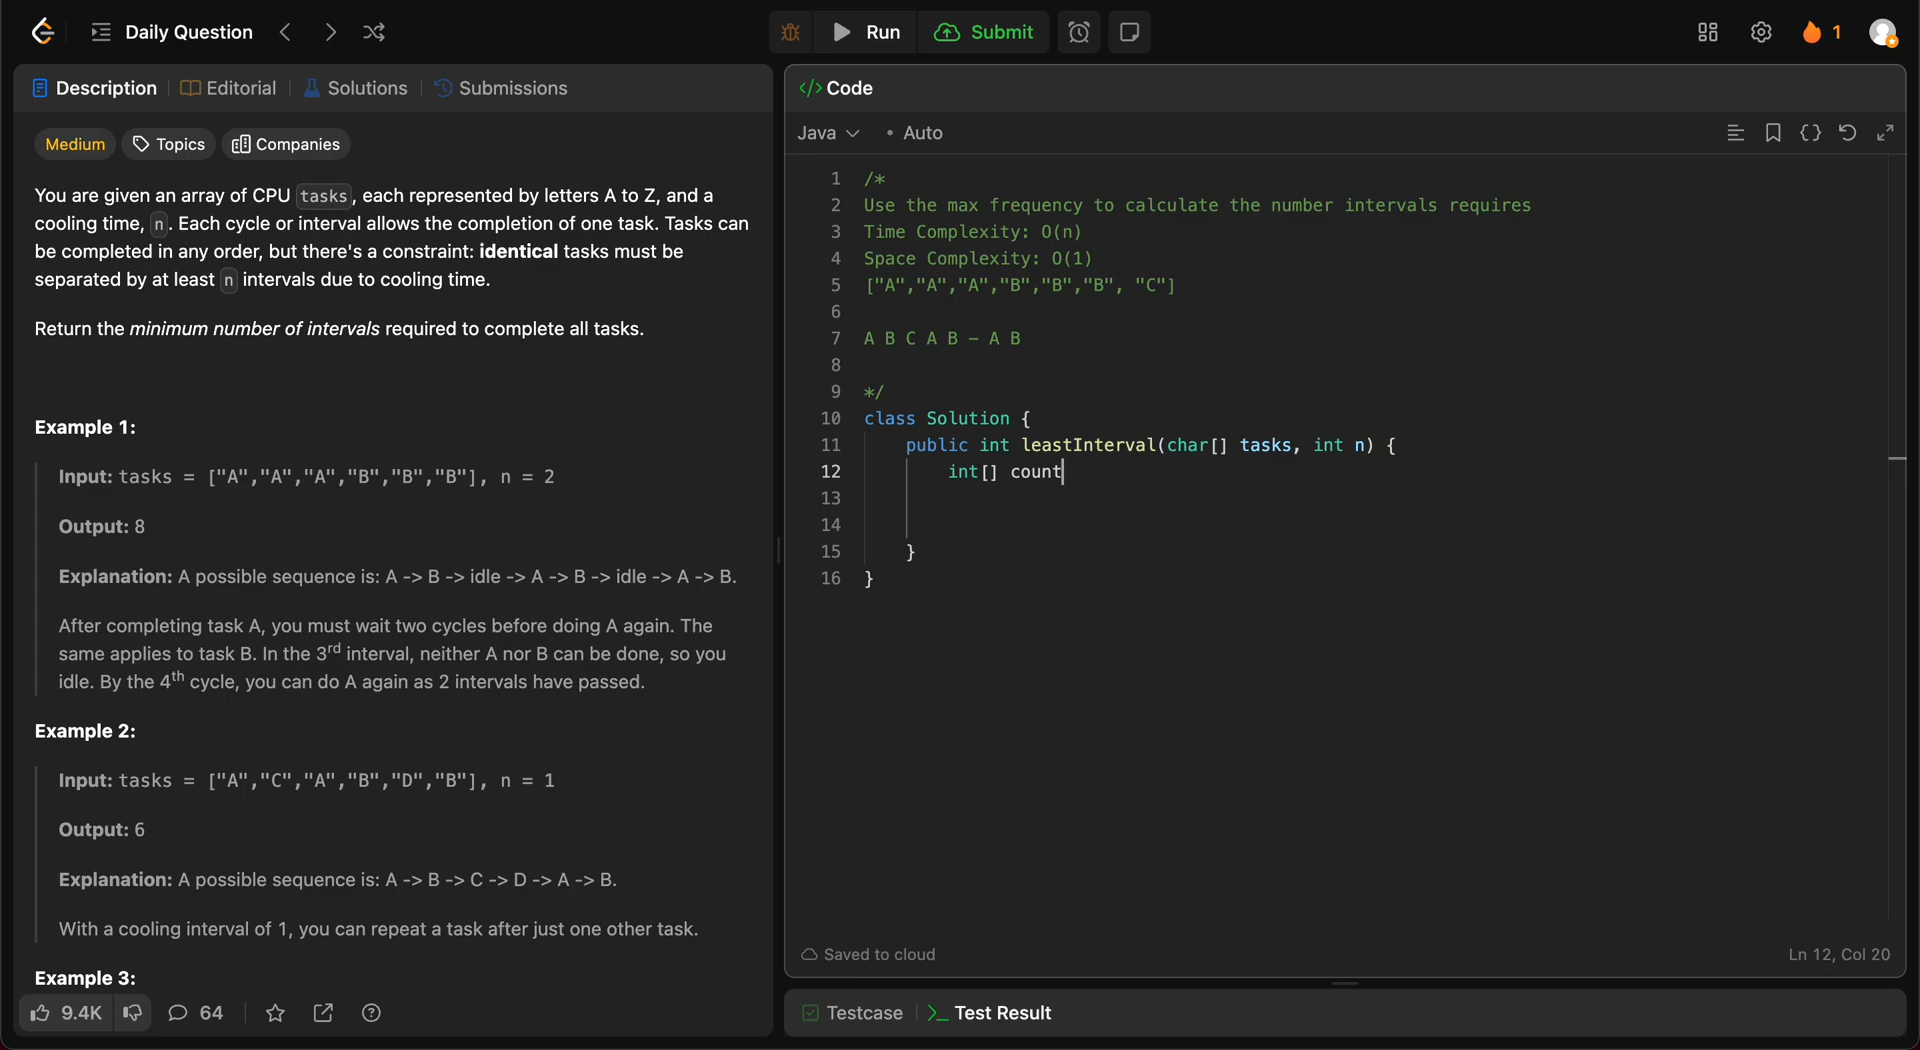 Daily Question
Run
Submit
1
Description
Editorial
Solutions
Submissions
Medium
Topics
Companies
You are given an array of CPU tasks, each represented by letters A to Z, and a
cooling time, n. Each cycle or interval allows the completion of one task. Tasks can
be completed in any order, but there's a constraint: identical tasks must be
separated by at least n intervals due to cooling time.
Return the minimum number of intervals required to complete all tasks.
Example 1:
Input: tasks = ["A","A","A","B","B","B"], n = 2
Output: 8
Explanation: A possible sequence is: A -> B -> idle -> A -> B -> idle -> A -> B.
After completing task A, you must wait two cycles before doing A again. The
same applies to task B. In the 3rd interval, neither A nor B can be done, so you
idle. By the 4th cycle, you can do A again as 2 intervals have passed.
Example 2:
Input: tasks = ["A","C","A","B","D","B"], n = 1
Output: 6
Explanation: A possible sequence is: A -> B -> C -> D -> A -> B.
With a cooling interval of 1, you can repeat a task after just one other task.
Example 3:
9.4K
64
</> Code
Java
• Auto
1 /*
2 Use the max frequency to calculate the number intervals requires
3 Time Complexity: O(n)
4 Space Complexity: O(1)
5 ["A","A","A","B","B","B", "C"]
6
7 A B C A B - A B
8
9 */
10 class Solution {
11 public int leastInterval(char[] tasks, int n) {
12 int[] count
13
14
15 }
16 }
Saved to cloud
Ln 12, Col 20
Testcase
Test Result